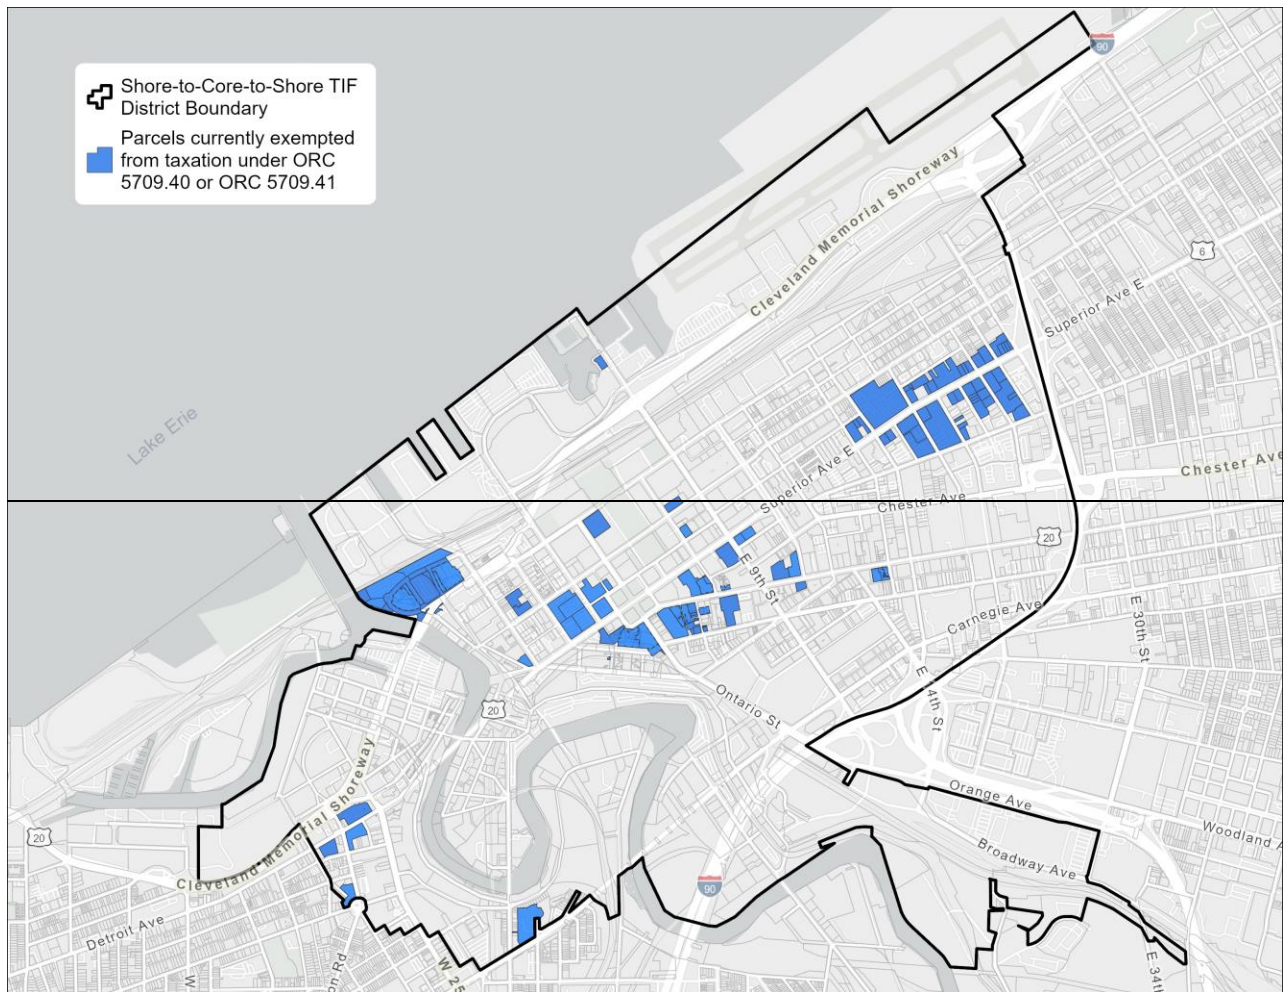 Shore-to-Core-to-Shore TIF
District Boundary
Parcels currently exempted
from taxation under ORC
5709.40 or ORC 5709.41
90
Cleveland Memorial Shoreway
6
Superior Ave E
Lake Erie
Superior Ave E
Chester Ave
Chester Ave
20
E 9th St
Carnegie Ave
E 30th St
E 14th St
Ontario St
20
Cleveland Memorial Shoreway
Orange Ave
Woodland A
20
Broadway Ave
90
Detroit Ave
W 25
on Rd
W
E 34th